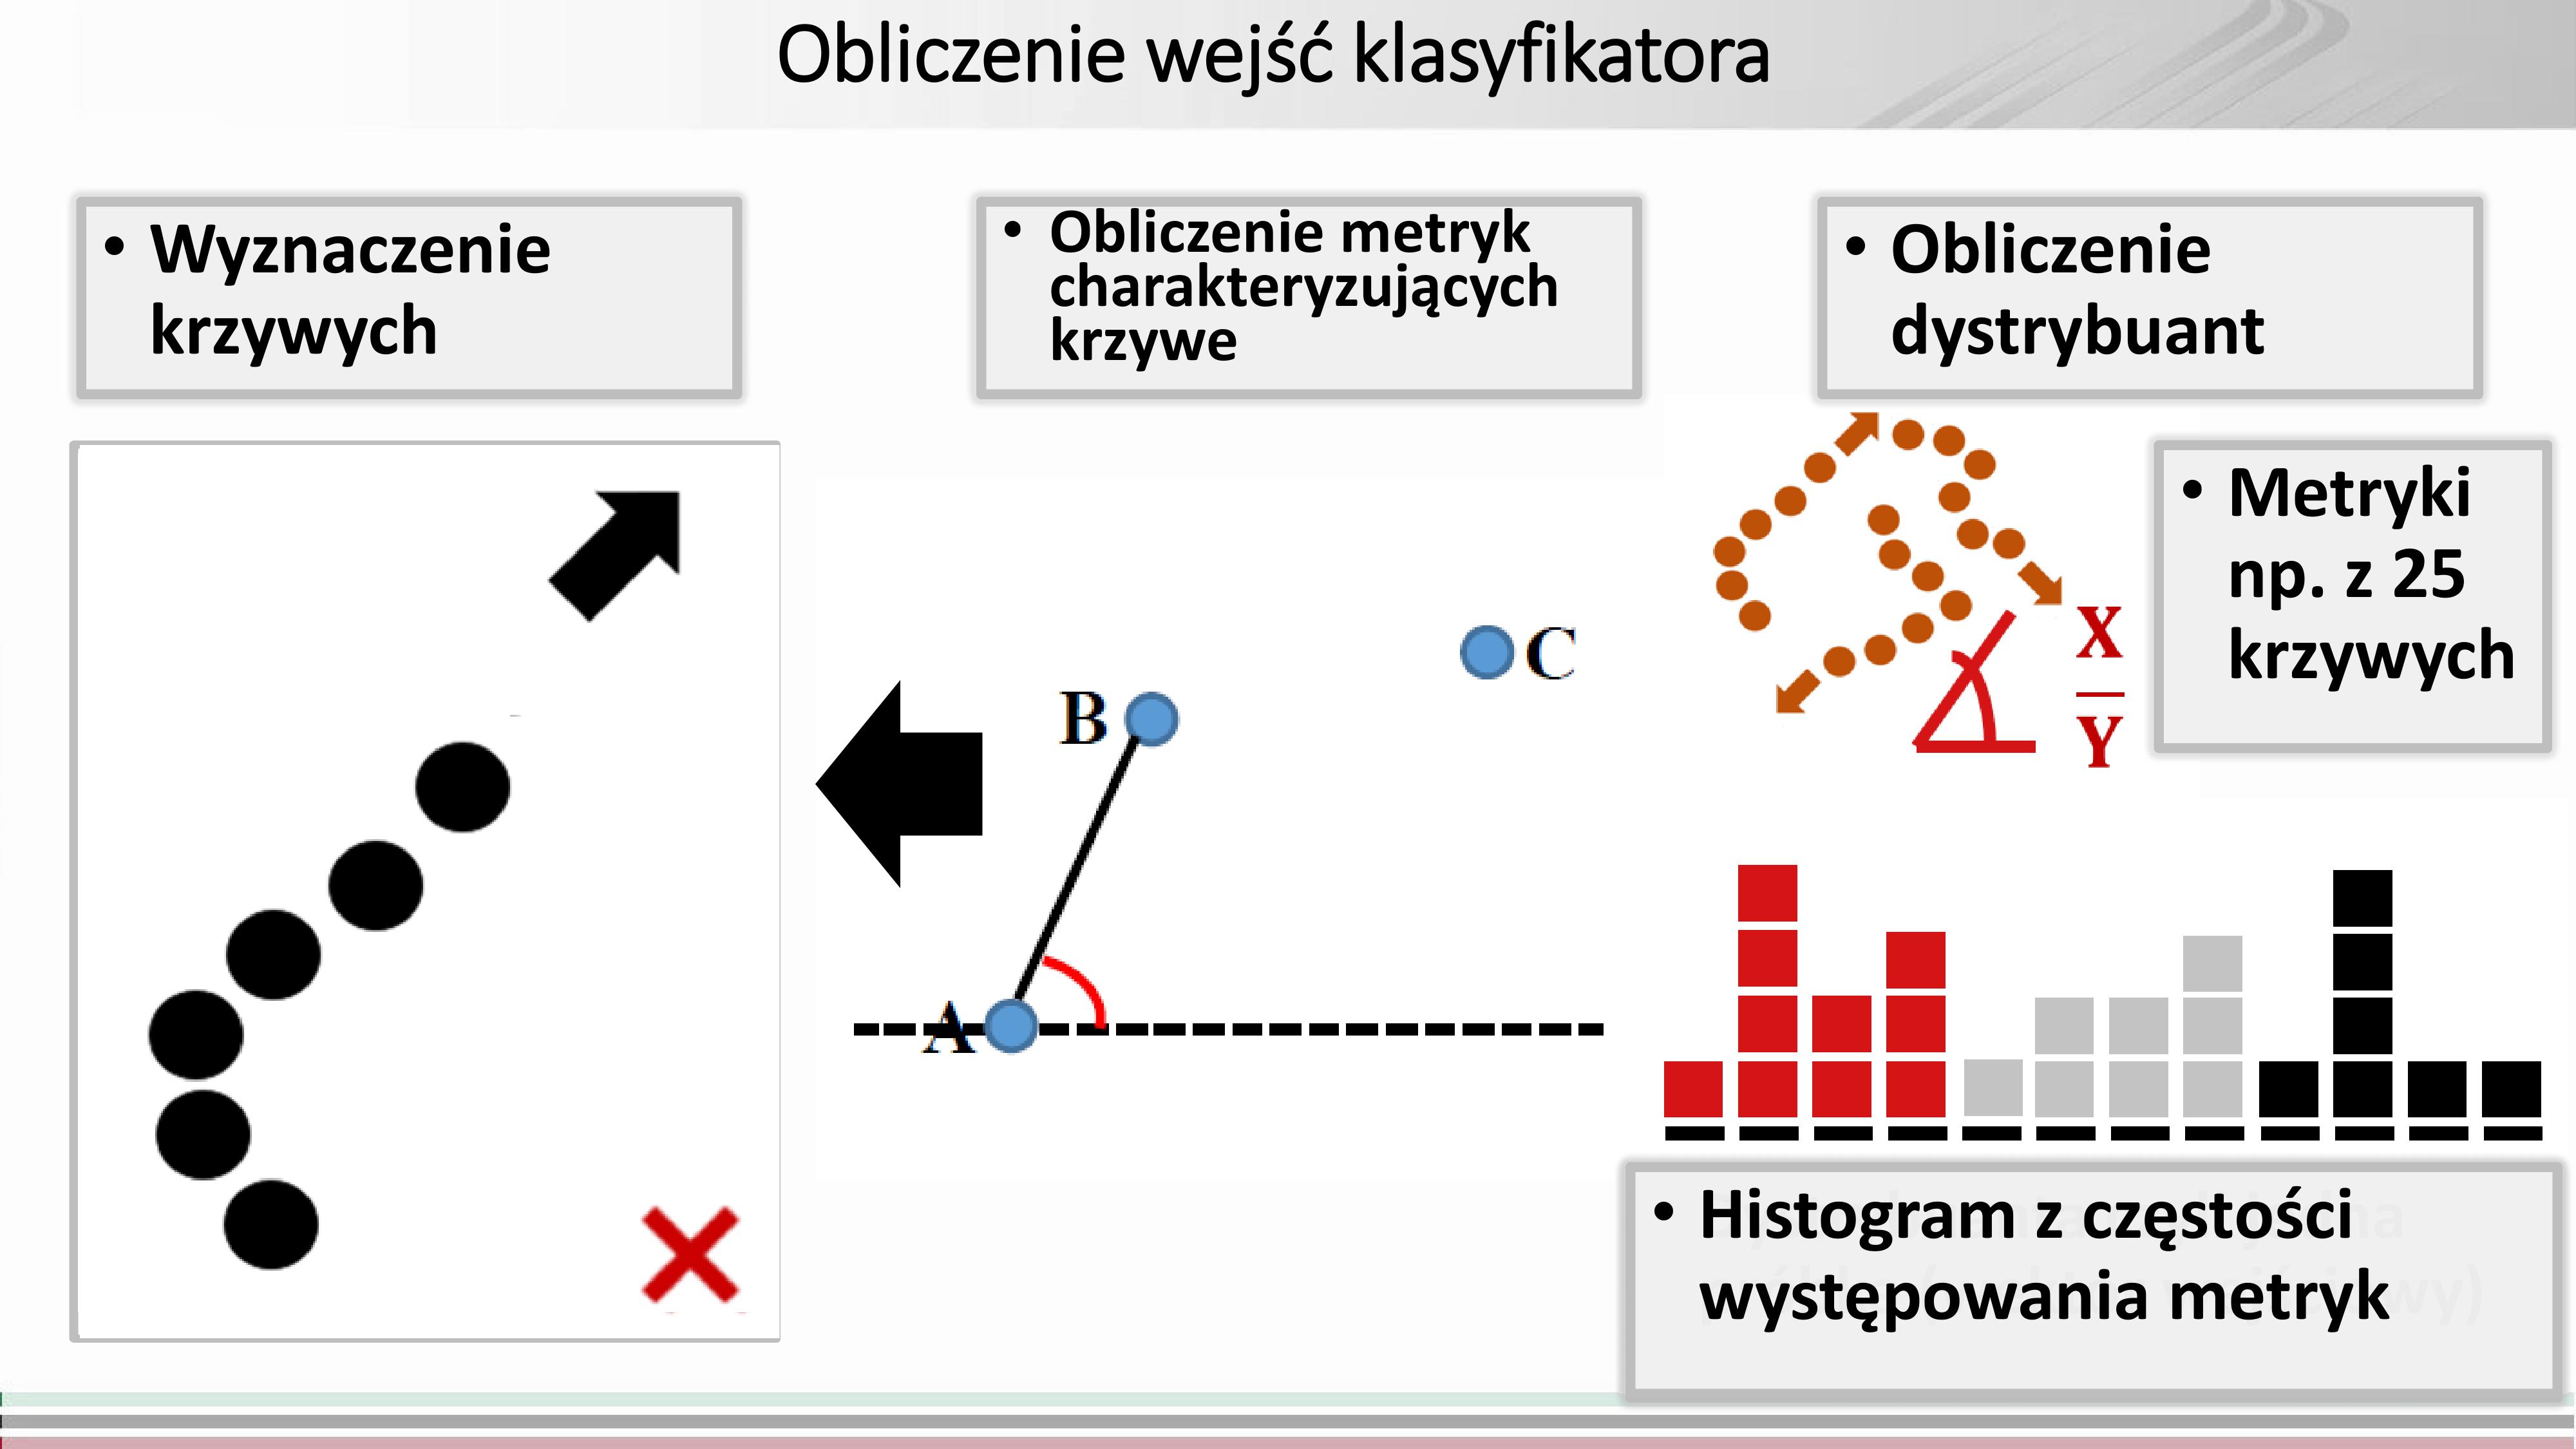 Obliczenie wejść klasyfikatora
• Wyznaczenie
krzywych
• Obliczenie metryk
charakteryzujących
krzywe
• Obliczenie
dystrybuant
• Metryki
np. z 25
krzywych
X
Y
C
B
A
• Histogram z częstości
występowania metryk